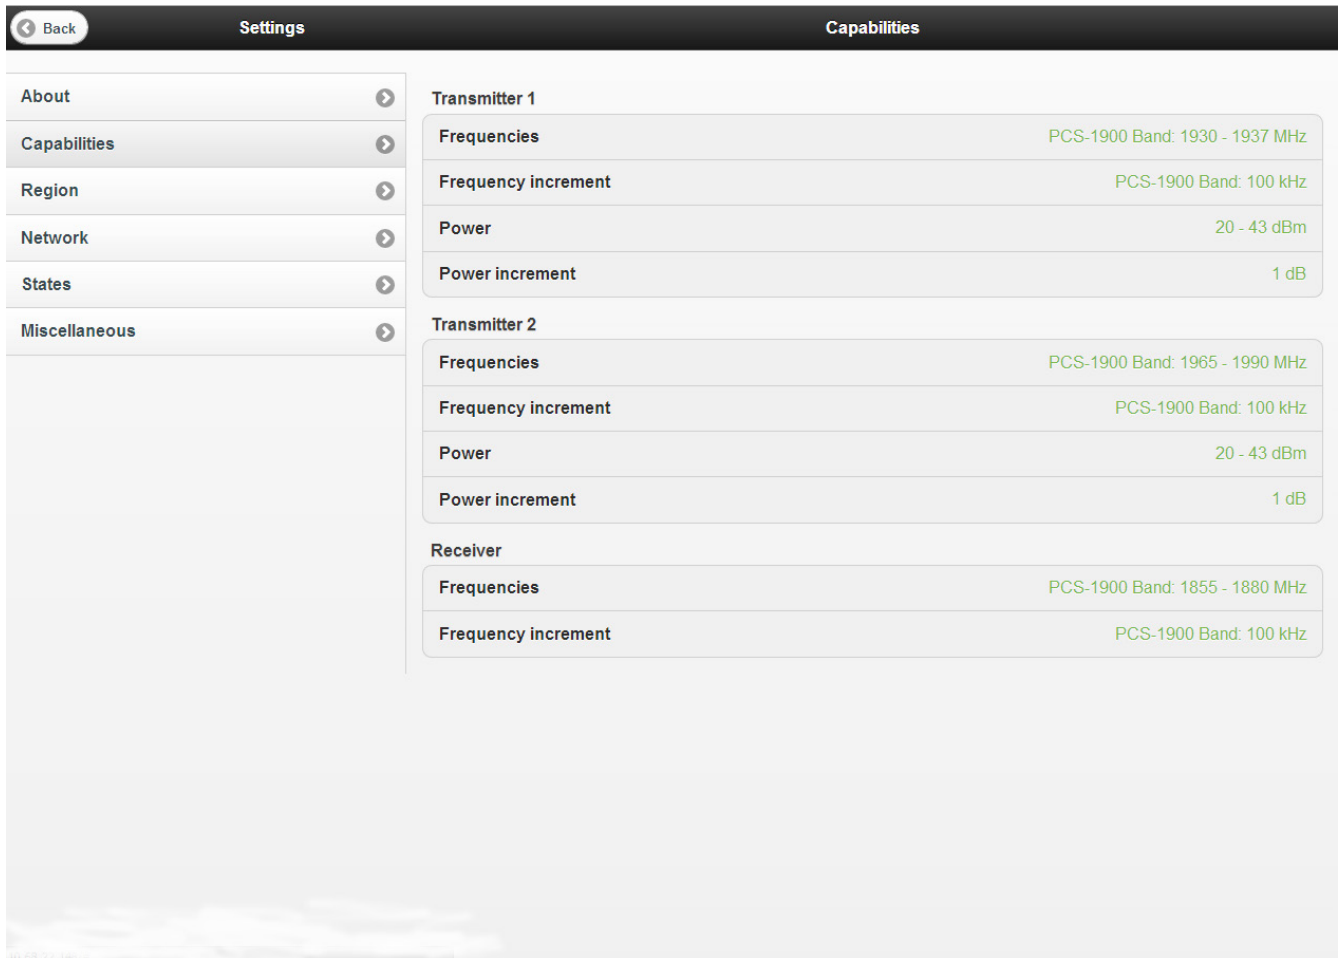 Back
Settings
Capabilities
About
Capabilities
Region
Network
States
Miscellaneous
Transmitter 1
Frequencies PCS-1900 Band: 1930 - 1937 MHz
Frequency increment PCS-1900 Band: 100 kHz
Power 20 - 43 dBm
Power increment 1 dB
Transmitter 2
Frequencies PCS-1900 Band: 1965 - 1990 MHz
Frequency increment PCS-1900 Band: 100 kHz
Power 20 - 43 dBm
Power increment 1 dB
Receiver
Frequencies PCS-1900 Band: 1855 - 1880 MHz
Frequency increment PCS-1900 Band: 100 kHz